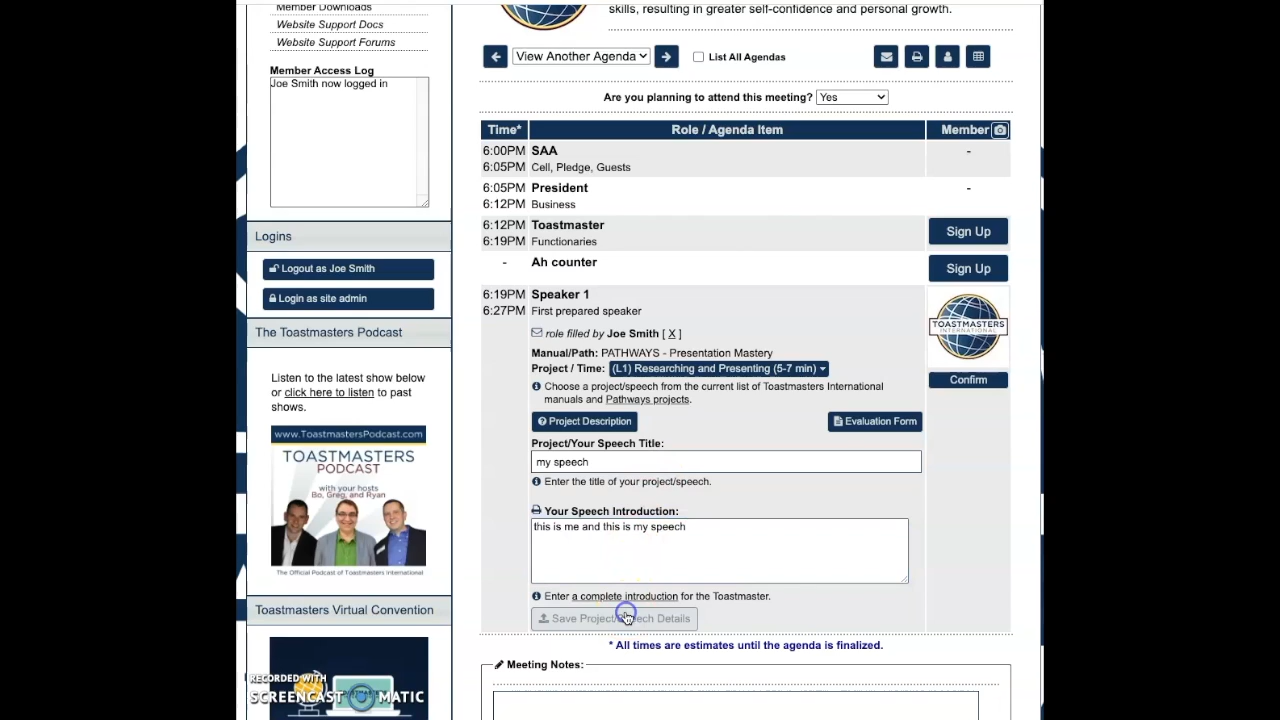 Member Downloads
Website Support Docs
Website Support Forums
Member Access Log
Joe Smith now logged in
Logins
Logout as Joe Smith
Login as site admin
The Toastmasters Podcast
Listen to the latest show below
or click here to listen to past
shows.
www.ToastmastersPodcast.com
TOASTMASTERS
PODCAST
with your hosts
Bo, Greg, and Ryan
The Official Podcast of Toastmasters International
Toastmasters Virtual Convention
RECORDED WITH
SCREENCAST MATIC
skills, resulting in greater self-confidence and personal growth.
View Another Agenda
List All Agendas
Are you planning to attend this meeting? Yes
Time* Role / Agenda Item Member
6:00PM SAA -
6:05PM Cell, Pledge, Guests
6:05PM President -
6:12PM Business
6:12PM Toastmaster Sign Up
6:19PM Functionaries
- Ah counter Sign Up
6:19PM Speaker 1
6:27PM First prepared speaker
TOASTMASTERS
INTERNATIONAL
role filled by Joe Smith [ X ]
Manual/Path: PATHWAYS - Presentation Mastery
Project / Time: (L1) Researching and Presenting (5-7 min)
Confirm
Choose a project/speech from the current list of Toastmasters International
manuals and Pathways projects.
Project Description Evaluation Form
Project/Your Speech Title:
my speech
Enter the title of your project/speech.
Your Speech Introduction:
this is me and this is my speech
Enter a complete introduction for the Toastmaster.
Save Project/Speech Details
* All times are estimates until the agenda is finalized.
Meeting Notes: